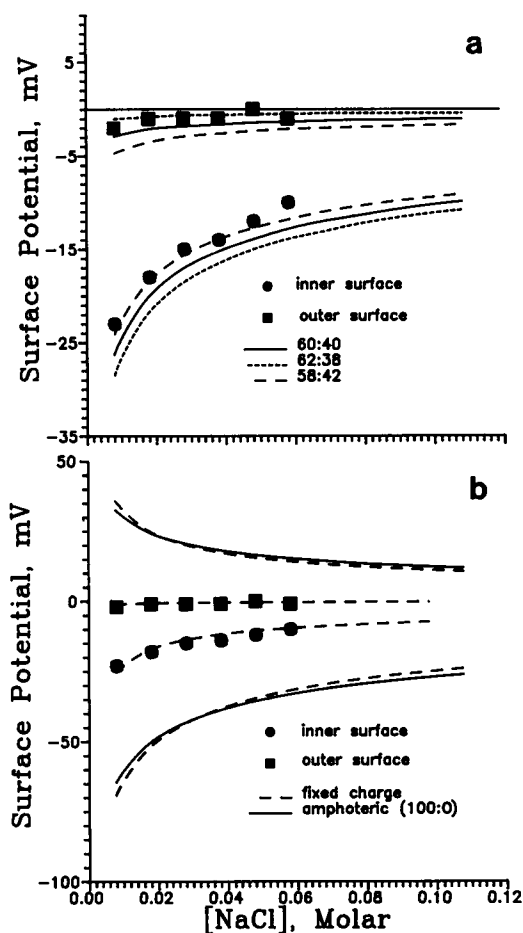 a
5
-5
-15
-25
-35
Surface Potential, mV
inner surface
outer surface
60:40
62:38
58:42
b
50
0
-50
-100
Surface Potential, mV
inner surface
outer surface
fixed charge
amphoteric (100:0)
0.00 0.02 0.04 0.06 0.08 0.10 0.12
[NaCl], Molar